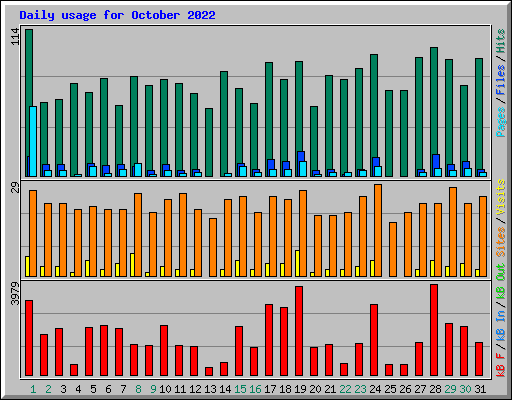 Daily usage for October 2022
114
Pages / Files / Hits
29
Sites / Visits
3979
kB F / kB In / kB Out
1 2 3 4 5 6 7 8 9 10 11 12 13 14 15 16 17 18 19 20 21 22 23 24 25 26 27 28 29 30 31